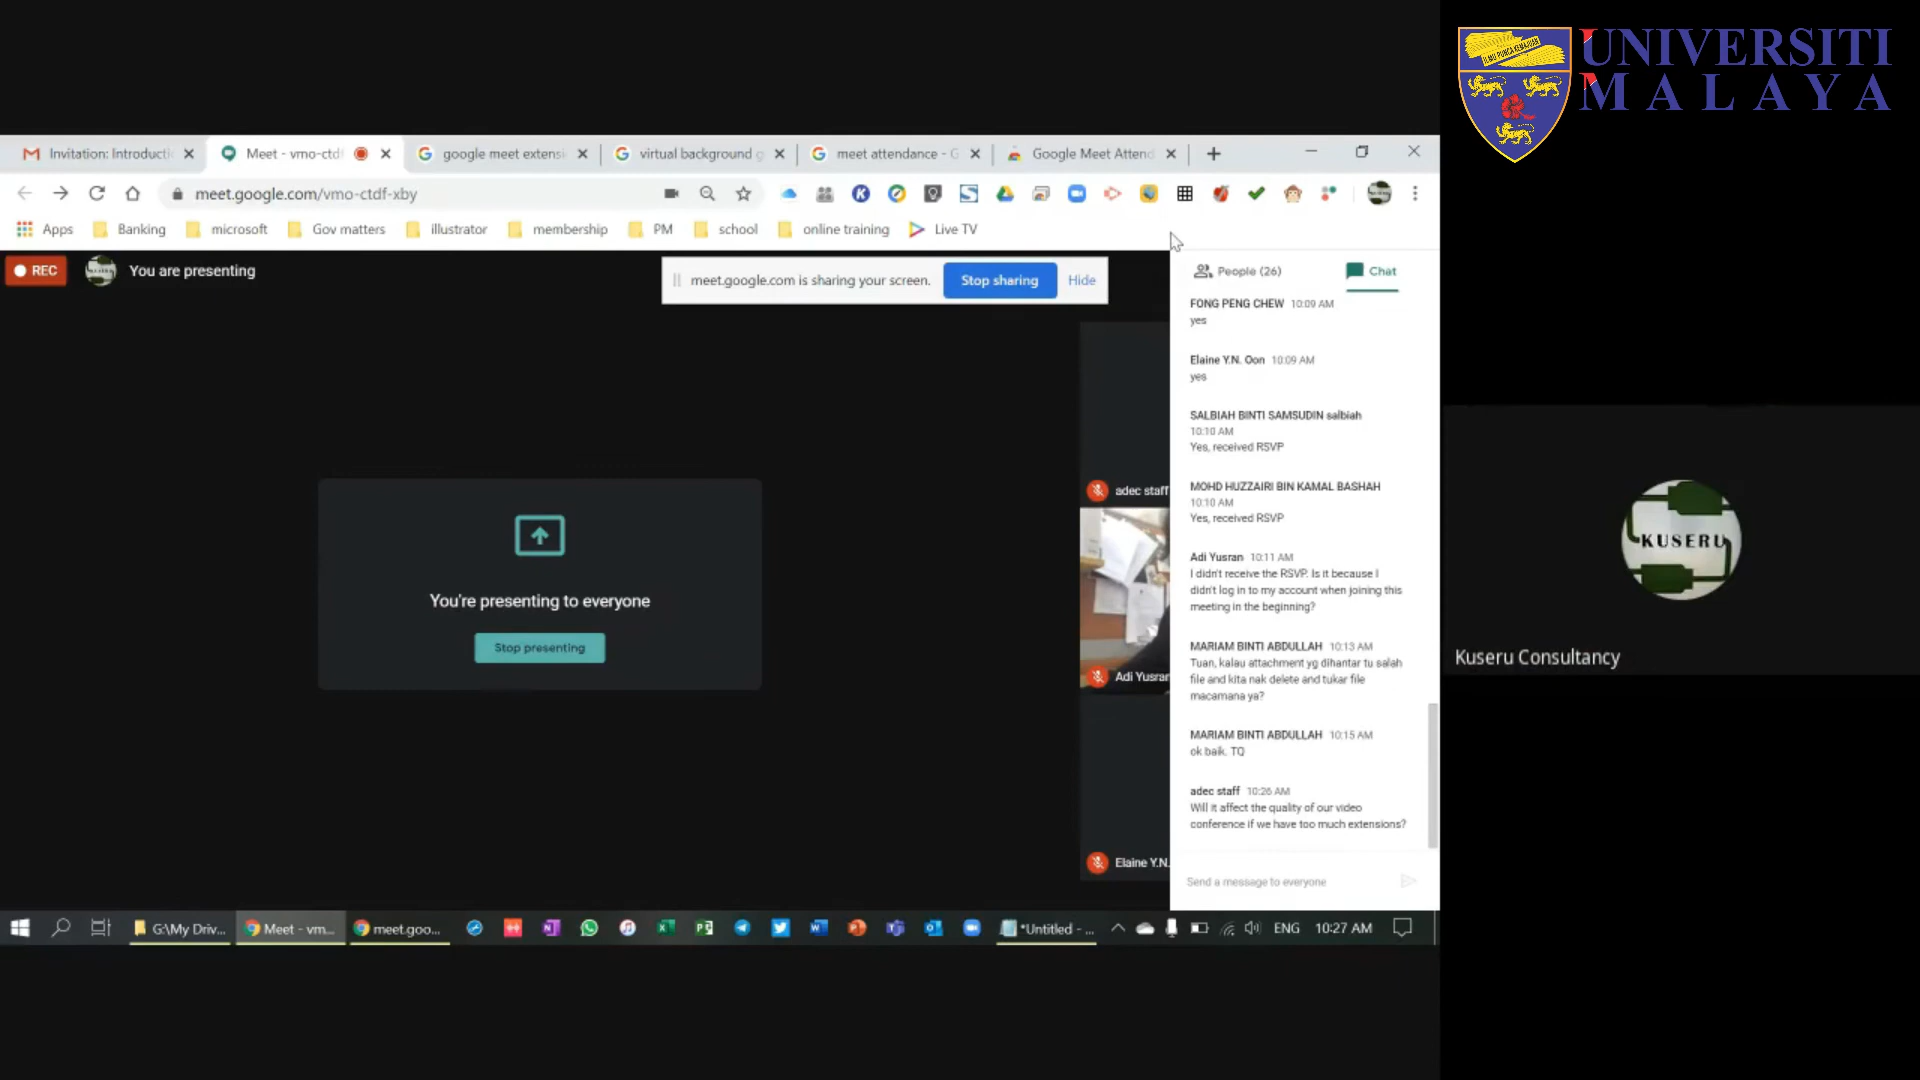 ILMU PUNCA KEMAJUAN
UNIVERSITI
MALAYA
Invitation: Introducti
Meet - vmo-ctdf
google meet extensi
virtual background g
meet attendance - G
Google Meet Attend
meet.google.com/vmo-ctdf-xby
Apps
Banking
microsoft
Gov matters
illustrator
membership
PM
school
online training
Live TV
REC
You are presenting
meet.google.com is sharing your screen.
Stop sharing
Hide
People (26)
Chat
FONG PENG CHEW 10:09 AM
yes
Elaine Y.N. Oon 10:09 AM
yes
SALBIAH BINTI SAMSUDIN salbiah
10:10 AM
Yes, received RSVP
MOHD HUZZAIRI BIN KAMAL BASHAH
10:10 AM
Yes, received RSVP
Adi Yusran 10:11 AM
I didn't receive the RSVP. Is it because I
didn't log in to my account when joining this
meeting in the beginning?
MARIAM BINTI ABDULLAH 10:13 AM
Tuan, kalau attachment yg dihantar tu salah
file and kita nak delete and tukar file
macamana ya?
MARIAM BINTI ABDULLAH 10:15 AM
ok baik. TQ
adec staff 10:26 AM
Will it affect the quality of our video
conference if we have too much extensions?
Send a message to everyone
You're presenting to everyone
Stop presenting
adec staff
Adi Yusran
Elaine Y.N.
KUSERU
Kuseru Consultancy
G:\My Driv...
Meet - vm...
meet.goo...
*Untitled - ...
ENG
10:27 AM